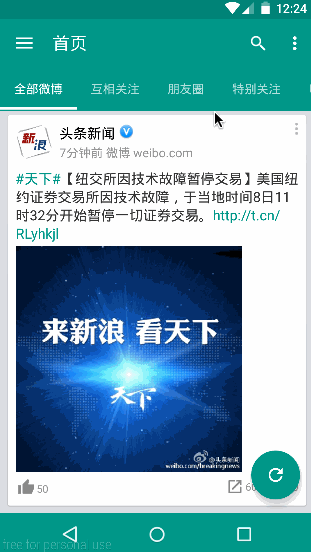 12:24
首页
全部微博 互相关注 朋友圈 特别关注
新浪
头条新闻
7分钟前 微博 weibo.com
#天下#【纽交所因技术故障暂停交易】美国纽
约证券交易所因技术故障，于当地时间8日11
时32分开始暂停一切证券交易。http://t.cn/
RLyhkjl
来新浪 看天下
天下
@头条新闻
weibo.com/breakingnews
50
free for personal use